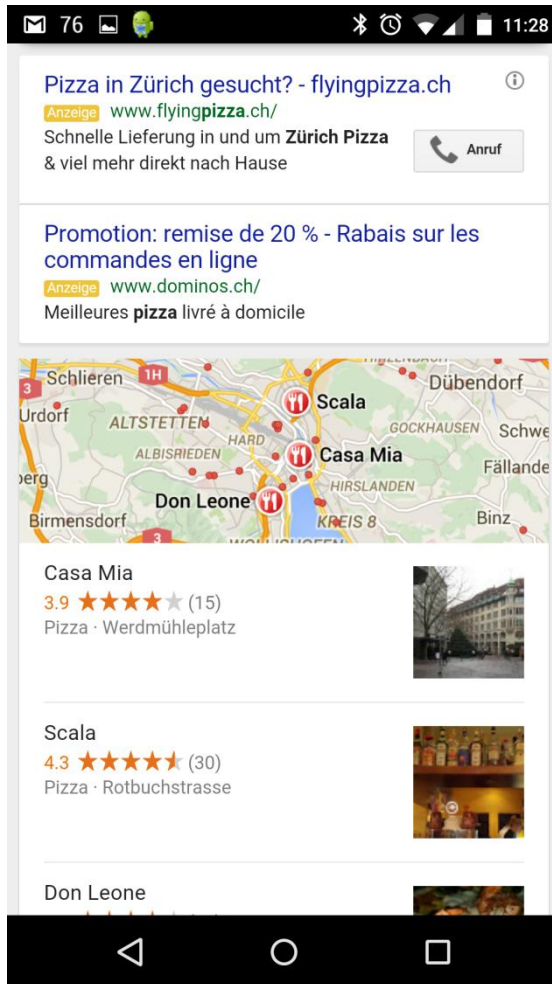 76
11:28
Pizza in Zürich gesucht? - flyingpizza.ch
Anzeige www.flyingpizza.ch/
Schnelle Lieferung in und um Zürich Pizza
& viel mehr direkt nach Hause
Anruf
Promotion: remise de 20 % - Rabais sur les
commandes en ligne
Anzeige www.dominos.ch/
Meilleures pizza livré à domicile
3
Schlieren
1H
Dübendorf
Urdorf
ALTSTETTEN
Scala
GOCKHAUSEN
Schwe
HARD
ALBISRIEDEN
Casa Mia
Fällande
erg
HIRSLANDEN
Don Leone
Birmensdorf
KREIS 8
Binz
3
Casa Mia
3.9 (15)
Pizza · Werdmühleplatz
Scala
4.3 (30)
Pizza · Rotbuchstrasse
Don Leone